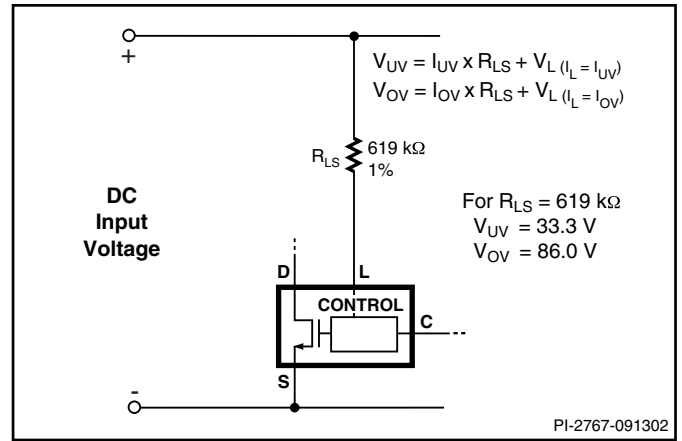 +
V_UV = I_UV x R_LS + V_L (I_L = I_UV)
V_OV = I_OV x R_LS + V_L (I_L = I_OV)
R_LS
619 kΩ
1%
DC
Input
Voltage
For R_LS = 619 kΩ
V_UV = 33.3 V
V_OV = 86.0 V
D
L
CONTROL
C
S
-
PI-2767-091302